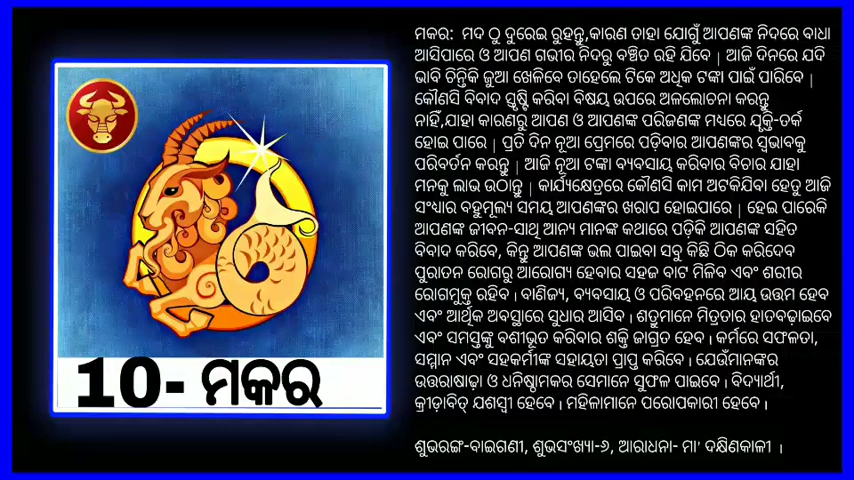 ମକର: ମଦ ଠୁ ଦୁରେଇ ରୁହନ୍ତୁ,କାରଣ ତାହା ଯୋଗୁଁ ଆପଣଙ୍କ ନିଦରେ ବାଧା
ଆସିପାରେ ଓ ଆପଣ ଗଭୀର ନିଦରୁ ବଞ୍ଚିତ ରହି ଯିବେ | ଆଜି ଦିନରେ ଯଦି
ଭାବି ଚିନ୍ତିକି ଜୁଆ ଖେଳିବେ ତାହେଲେ ଟିକେ ଅଧିକ ଟଙ୍କା ପାଇଁ ପାରିବେ |
କୌଣସି ବିବାଦ ସୃଷ୍ଟି କରିବା ବିଷୟ ଉପରେ ଅଳଲୋଚନା କରନ୍ତୁ
ନାହିଁ,ଯାହା କାରଣରୁ ଆପଣ ଓ ଆପଣଙ୍କ ପରିଜଣଙ୍କ ମଧ୍ୟରେ ଯୁକ୍ତି-ତର୍କ
ହୋଇ ପାରେ | ପ୍ରତି ଦିନ ନୂଆ ପ୍ରେମରେ ପଡ଼ିବାର ଆପଣଙ୍କର ସ୍ୱଭାବକୁ
ପରିବର୍ତନ କରନ୍ତୁ | ଆଜି ନୂଆ ଟଙ୍କା ବ୍ୟବସାୟ କରିବାର ବିଚାର ଯାହା
ମନକୁ ଲାଭ ଉଠାନ୍ତୁ | କାର୍ଯ୍ୟକ୍ଷେତ୍ରରେ କୌଣସି କାମ ଅଟକିଯିବା ହେତୁ ଆଜି
ସଂଧ୍ୟାର ବହୁମୂଲ୍ୟ ସମୟ ଆପଣଙ୍କର ଖରାପ ହୋଇପାରେ | ହେଇ ପାରେକି
ଆପଣଙ୍କ ଜୀବନ-ସାଥି ଆନ୍ୟ ମାନଙ୍କ କଥାରେ ପଡ଼ିକି ଆପଣଙ୍କ ସହିତ
ବିବାଦ କରିବେ, କିନ୍ତୁ ଆପଣଙ୍କ ଭଲ ପାଇବା ସବୁ କିଛି ଠିକ କରିଦେବ
ପୁରାତନ ରୋଗରୁ ଆରୋଗ୍ୟ ହେବାର ସହଜ ବାଟ ମିଳିବ ଏବଂ ଶରୀର
ରୋଗମୁକ୍ତ ରହିବ। ବାଣିଜ୍ୟ, ବ୍ୟବସାୟ ଓ ପରିବହନରେ ଆୟ ଉତ୍ତମ ହେବ
ଏବଂ ଆର୍ଥିକ ଅବସ୍ଥାରେ ସୁଧାର ଆସିବ। ଶତ୍ରୁମାନେ ମିତ୍ରତାର ହାତବଢ଼ାଇବେ
ଏବଂ ସମସ୍ତଙ୍କୁ ବଶୀଭୂତ କରିବାର ଶକ୍ତି ଜାଗ୍ରତ ହେବ। କର୍ମରେ ସଫଳତା,
ସମ୍ମାନ ଏବଂ ସହକର୍ମୀଙ୍କ ସହାୟତା ପ୍ରାପ୍ତ କରିବେ। ଯେଉଁମାନଙ୍କର
ଉତ୍ତରାଷାଢ଼ା ଓ ଧନିଷ୍ଠାମକର ସେମାନେ ସୁଫଳ ପାଇବେ। ବିଦ୍ୟାର୍ଥୀ,
କ୍ରୀଡ଼ାବିତ୍ ଯଶସ୍ୱୀ ହେବେ। ମହିଳାମାନେ ପରୋପକାରୀ ହେବେ।
ଶୁଭରଙ୍ଗ-ବାଇଗଣୀ, ଶୁଭସଂଖ୍ୟା-୬, ଆରାଧନା- ମା' ଦକ୍ଷିଣକାଳୀ ।
10- ମକର